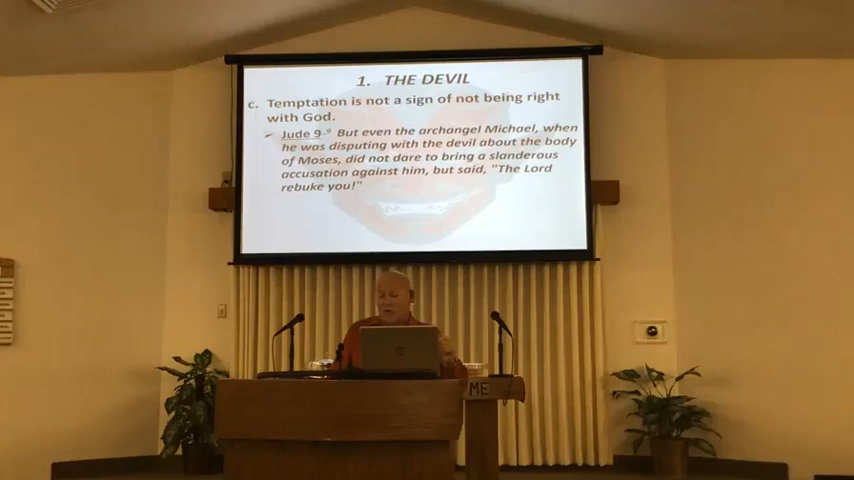 1. THE DEVIL
c. Temptation is not a sign of not being right
with God.
➢ Jude 9 ⁹ But even the archangel Michael, when
he was disputing with the devil about the body
of Moses, did not dare to bring a slanderous
accusation against him, but said, "The Lord
rebuke you!"
ME